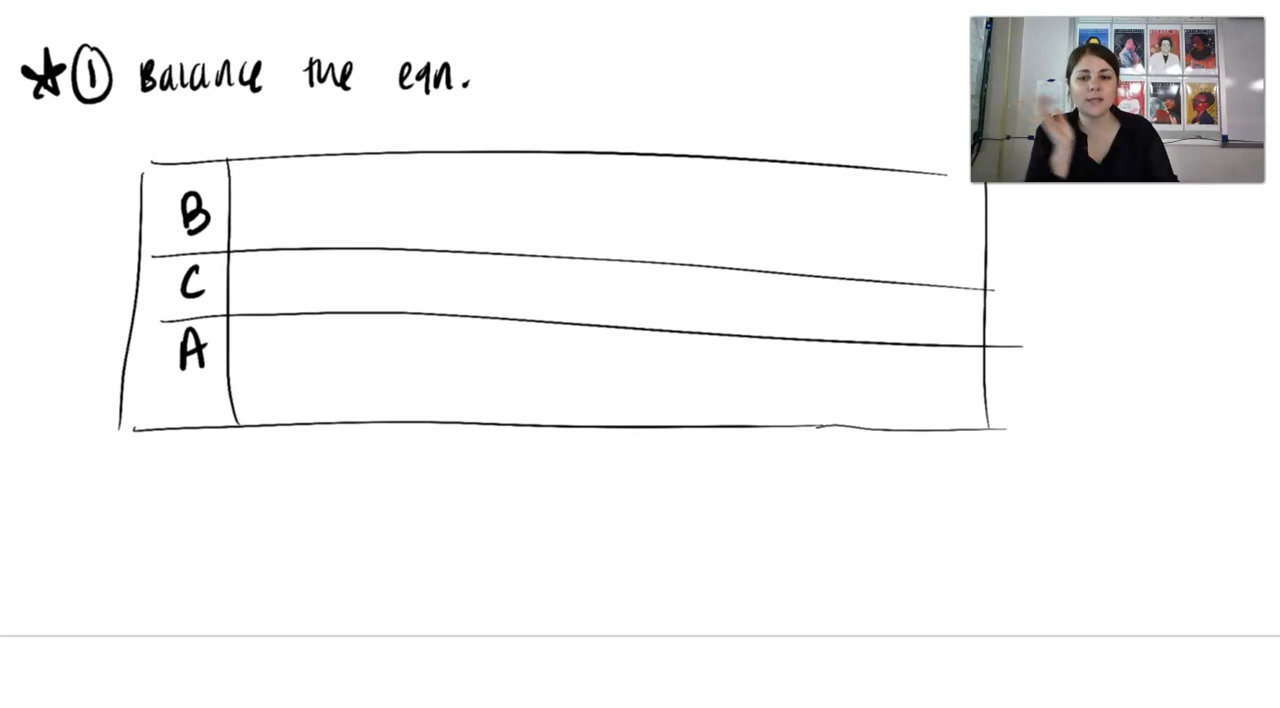 ★① Balance the eqn.
B
C
A